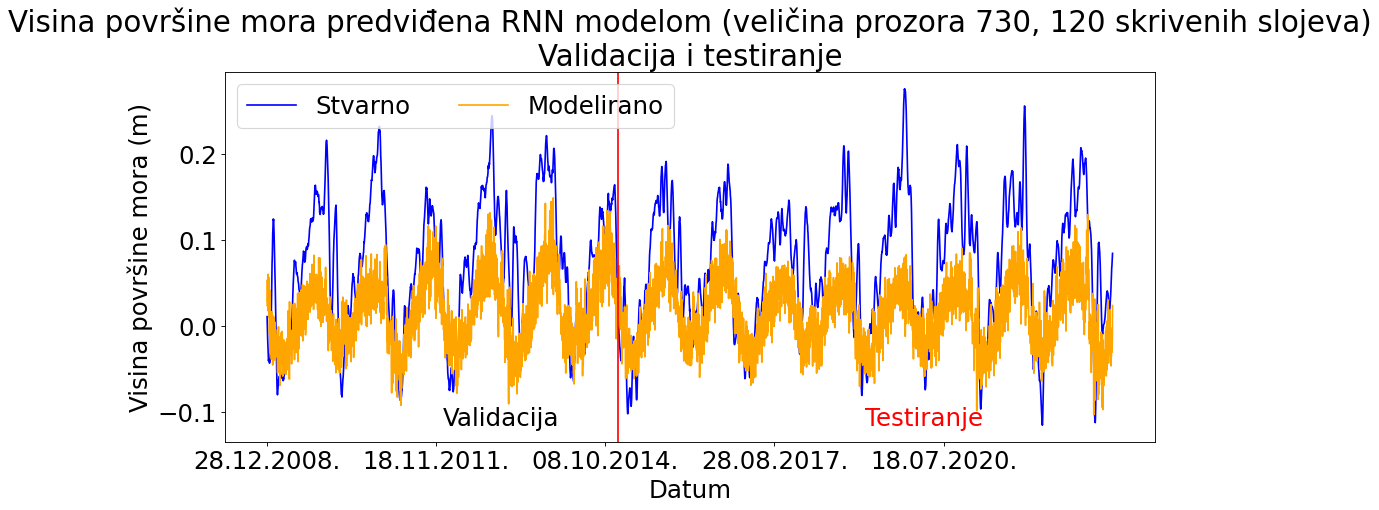 Visina površine mora predviđena RNN modelom (veličina prozora 730, 120 skrivenih slojeva)
Validacija i testiranje
Stvarno
Modelirano
Visina površine mora (m)
0.2
0.1
0.0
−0.1
Validacija
Testiranje
28.12.2008.
18.11.2011.
08.10.2014.
28.08.2017.
18.07.2020.
Datum